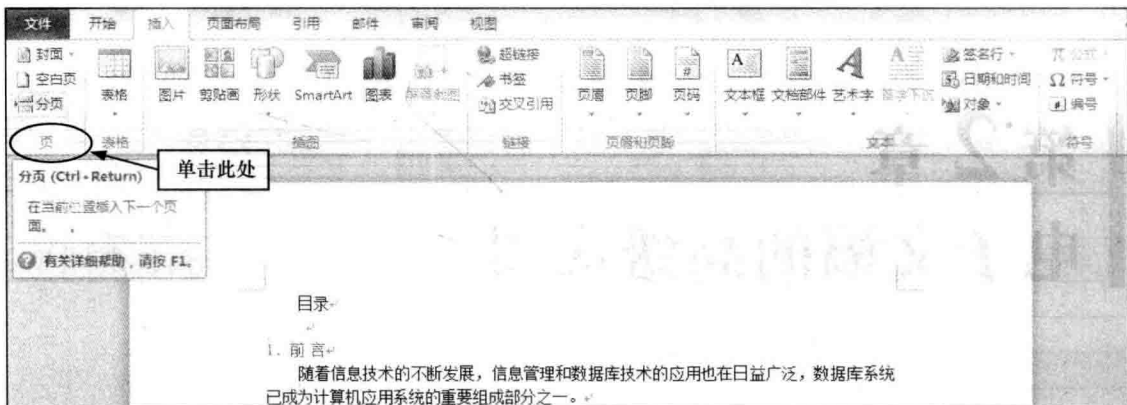 文件 开始 插入 页面布局 引用 邮件 审阅 视图
封面
空白页
分页
表格
图片 剪贴画 形状 SmartArt 图表 屏幕截图
超链接
书签
交叉引用
页眉 页脚 页码
文本框 文档部件 艺术字 首字下沉
签名行
日期和时间
对象
π 公式
Ω 符号
编号
页 表格 插图 链接 页眉和页脚 文本 符号
单击此处
分页 (Ctrl+Return)
在当前位置插入下一个页
面。
有关详细帮助，请按 F1。
目录
1. 前言
随着信息技术的不断发展，信息管理和数据库技术的应用也在日益广泛，数据库系统
已成为计算机应用系统的重要组成部分之一。